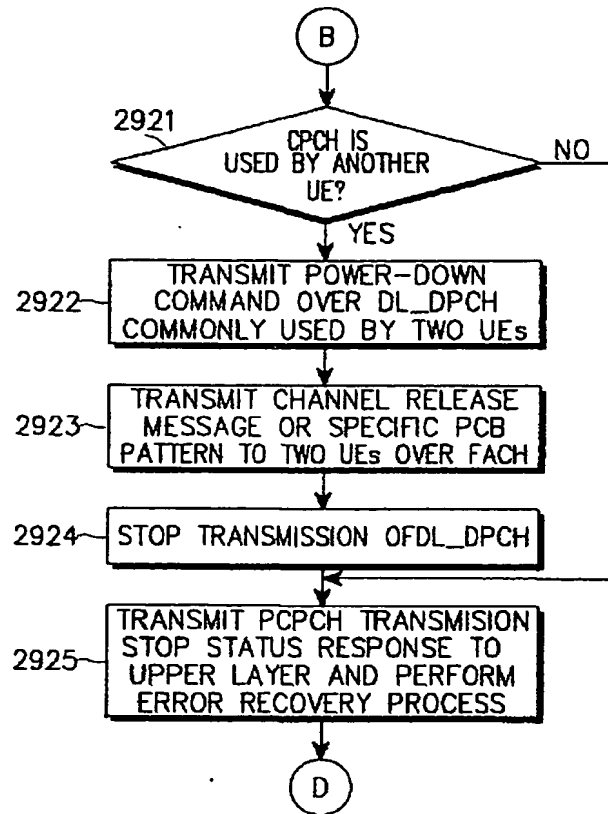 B
2921
CPCH IS
USED BY ANOTHER
UE?
NO
YES
2922
TRANSMIT POWER-DOWN
COMMAND OVER DL_DPCH
COMMONLY USED BY TWO UEs
2923
TRANSMIT CHANNEL RELEASE
MESSAGE OR SPECIFIC PCB
PATTERN TO TWO UEs OVER FACH
2924
STOP TRANSMISSION OFDL_DPCH
2925
TRANSMIT PCPCH TRANSMISION
STOP STATUS RESPONSE TO
UPPER LAYER AND PERFORM
ERROR RECOVERY PROCESS
D